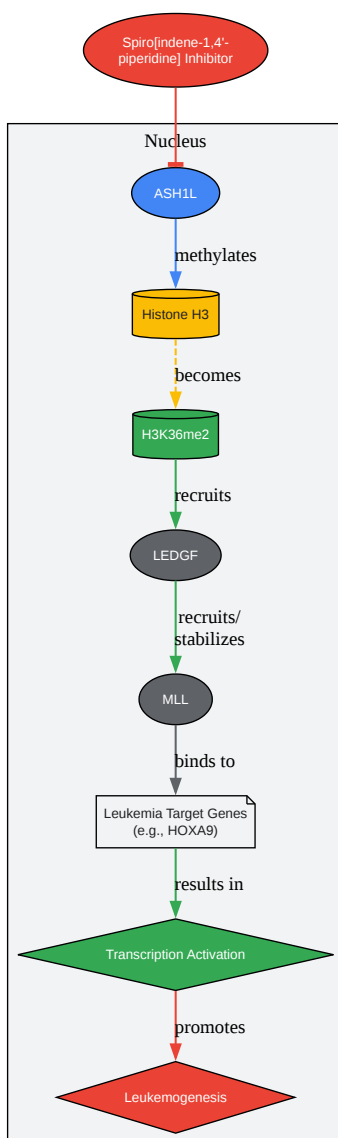 Spiro[indene-1,4'-
piperidine] Inhibitor
Nucleus
ASH1L
methylates
Histone H3
becomes
H3K36me2
recruits
LEDGF
recruits/
stabilizes
MLL
binds to
Leukemia Target Genes
(e.g., HOXA9)
results in
Transcription Activation
promotes
Leukemogenesis